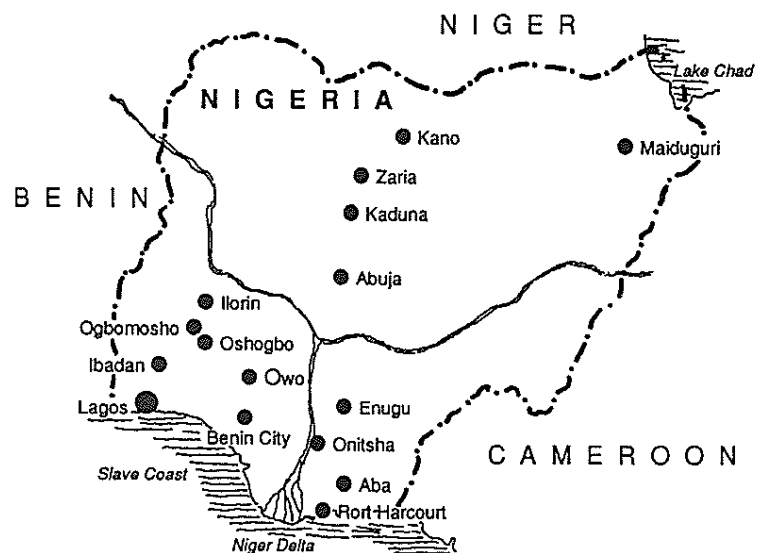 NIGER
Lake Chad
NIGERIA
Kano
Maiduguri
Zaria
BENIN
Kaduna
Abuja
Ilorin
Ogbomosho
Oshogbo
Ibadan
Owo
Lagos
Enugu
Benin City
Onitsha
CAMEROON
Slave Coast
Aba
Rort Harcourt
Niger Delta